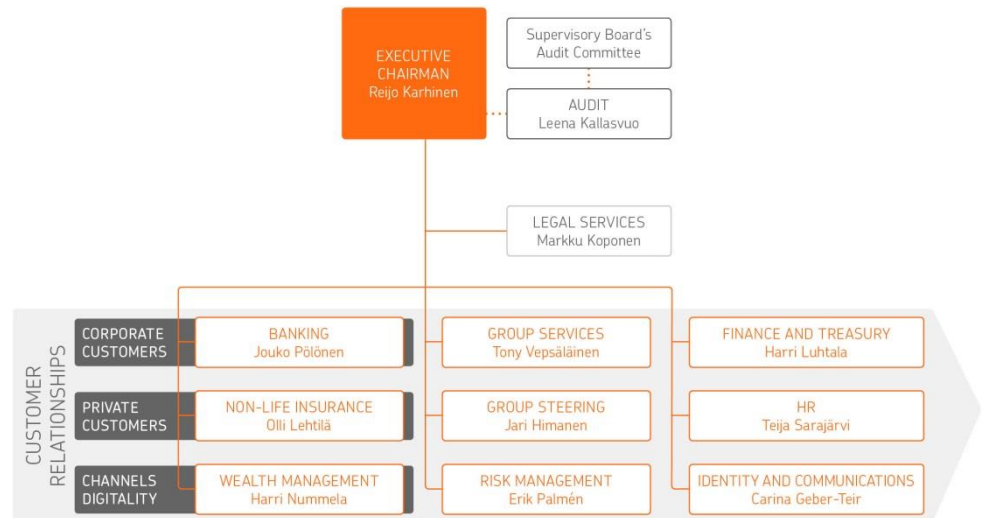 EXECUTIVE
CHAIRMAN
Reijo Karhinen
Supervisory Board's
Audit Committee
AUDIT
Leena Kallasvuo
LEGAL SERVICES
Markku Koponen
CUSTOMER
RELATIONSHIPS
CORPORATE
CUSTOMERS
BANKING
Jouko Pölönen
GROUP SERVICES
Tony Vepsäläinen
FINANCE AND TREASURY
Harri Luhtala
PRIVATE
CUSTOMERS
NON-LIFE INSURANCE
Olli Lehtilä
GROUP STEERING
Jari Himanen
HR
Teija Sarajärvi
CHANNELS
DIGITALITY
WEALTH MANAGEMENT
Harri Nummela
RISK MANAGEMENT
Erik Palmén
IDENTITY AND COMMUNICATIONS
Carina Geber-Teir